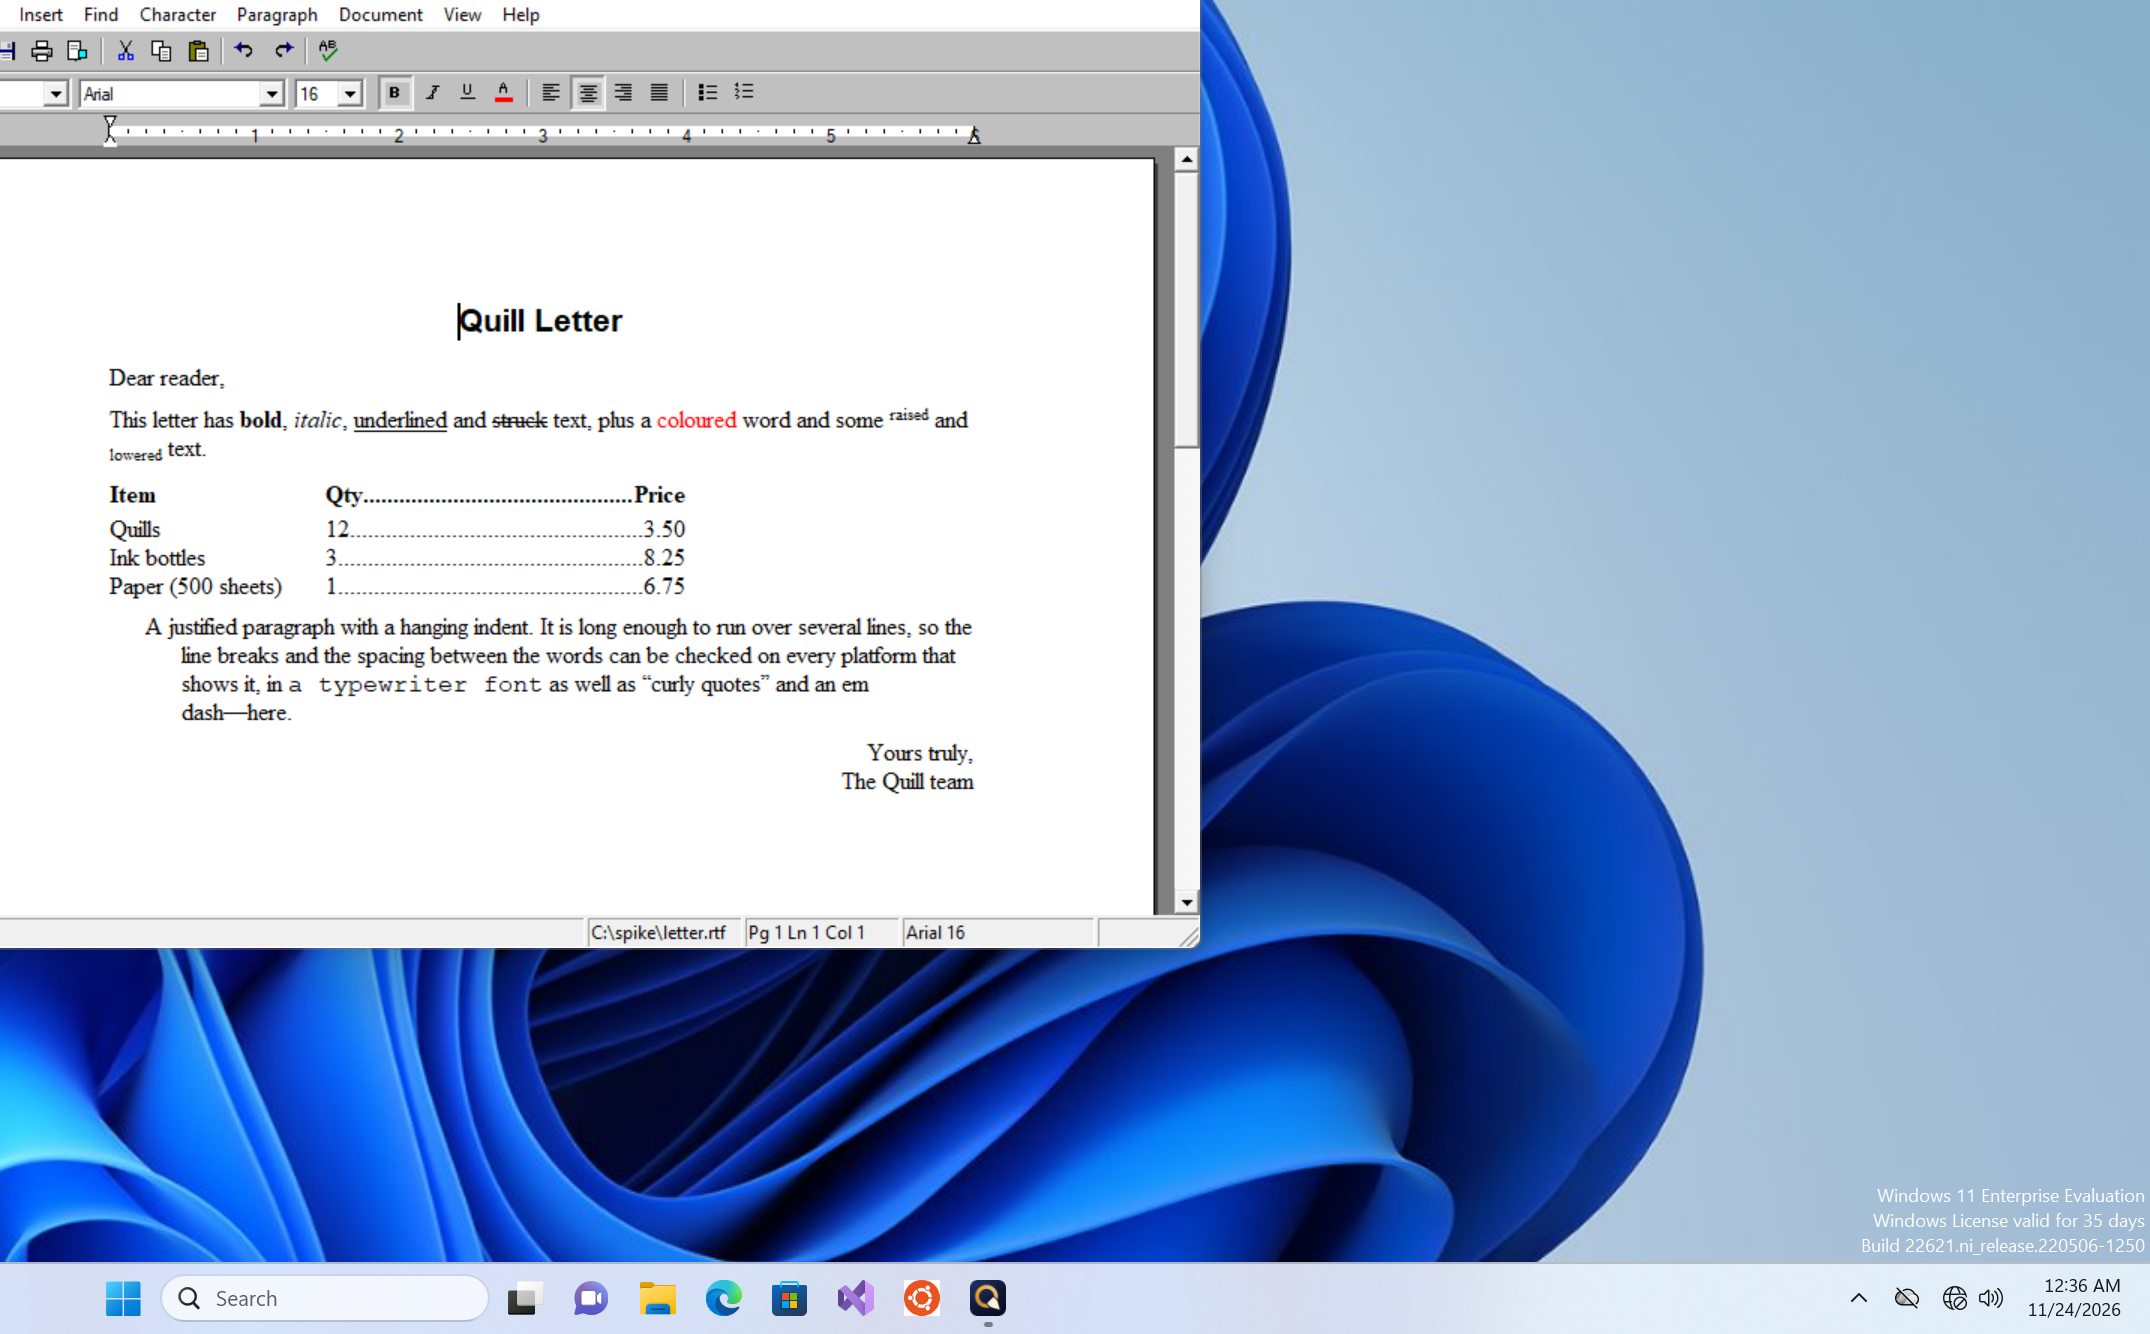 Insert Find Character Paragraph Document View Help
Arial 16 B I U A
1 2 3 4 5
Quill Letter
Dear reader,
This letter has bold, italic, underlined and struck text, plus a coloured word and some raised and
lowered text.
Item Qty.............................................Price
Quills 12.................................................3.50
Ink bottles 3...................................................8.25
Paper (500 sheets) 1...................................................6.75
A justified paragraph with a hanging indent. It is long enough to run over several lines, so the
line breaks and the spacing between the words can be checked on every platform that
shows it, in a typewriter font as well as “curly quotes” and an em
dash—here.
Yours truly,
The Quill team
C:\spike\letter.rtf Pg 1 Ln 1 Col 1 Arial 16
Windows 11 Enterprise Evaluation
Windows License valid for 35 days
Build 22621.ni_release.220506-1250
Search
12:36 AM
11/24/2026